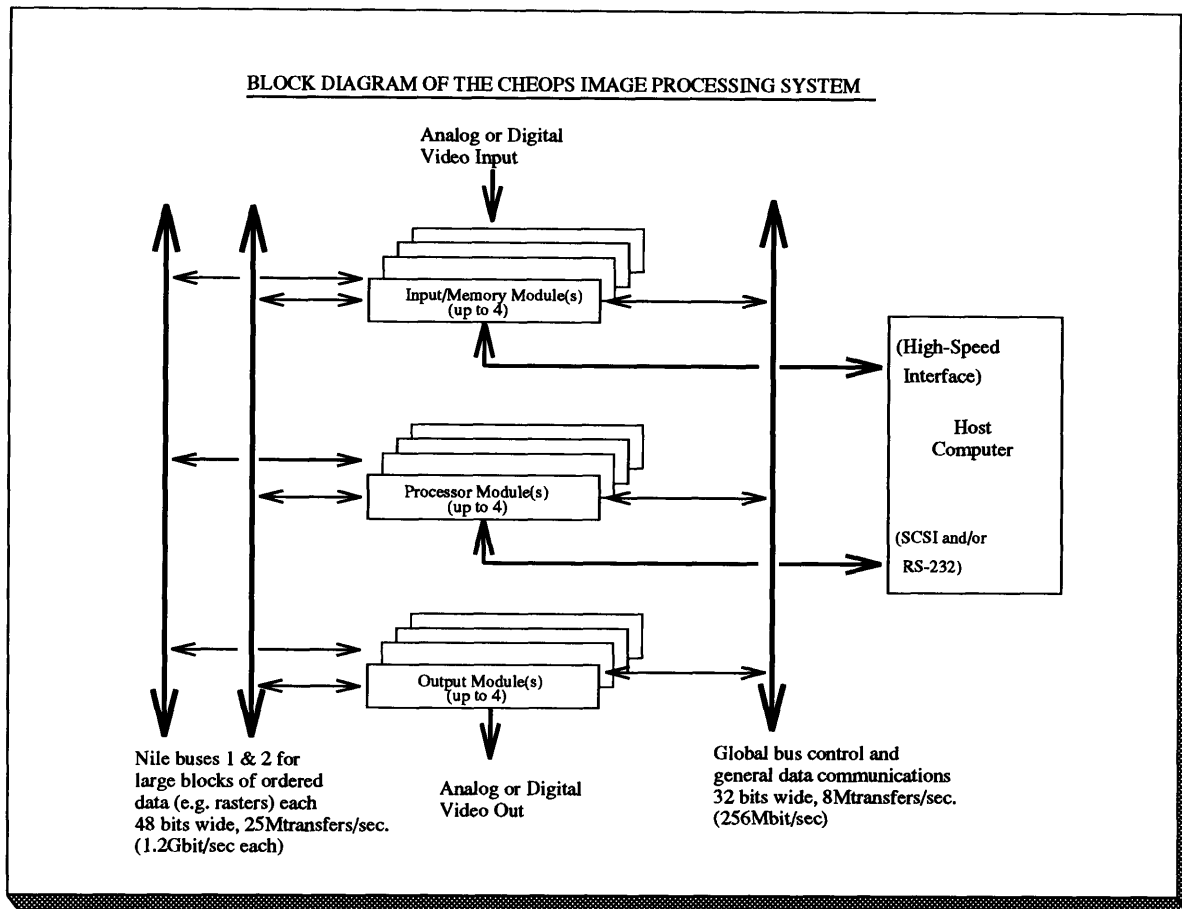 BLOCK DIAGRAM OF THE CHEOPS IMAGE PROCESSING SYSTEM
Analog or Digital
Video Input
Input/Memory Module(s)
(up to 4)
(High-Speed
Interface)
Host
Computer
Processor Module(s)
(up to 4)
(SCSI and/or
RS-232)
Output Module(s)
(up to 4)
Nile buses 1 & 2 for
large blocks of ordered
data (e.g. rasters) each
48 bits wide, 25Mtransfers/sec.
(1.2Gbit/sec each)
Analog or Digital
Video Out
Global bus control and
general data communications
32 bits wide, 8Mtransfers/sec.
(256Mbit/sec)